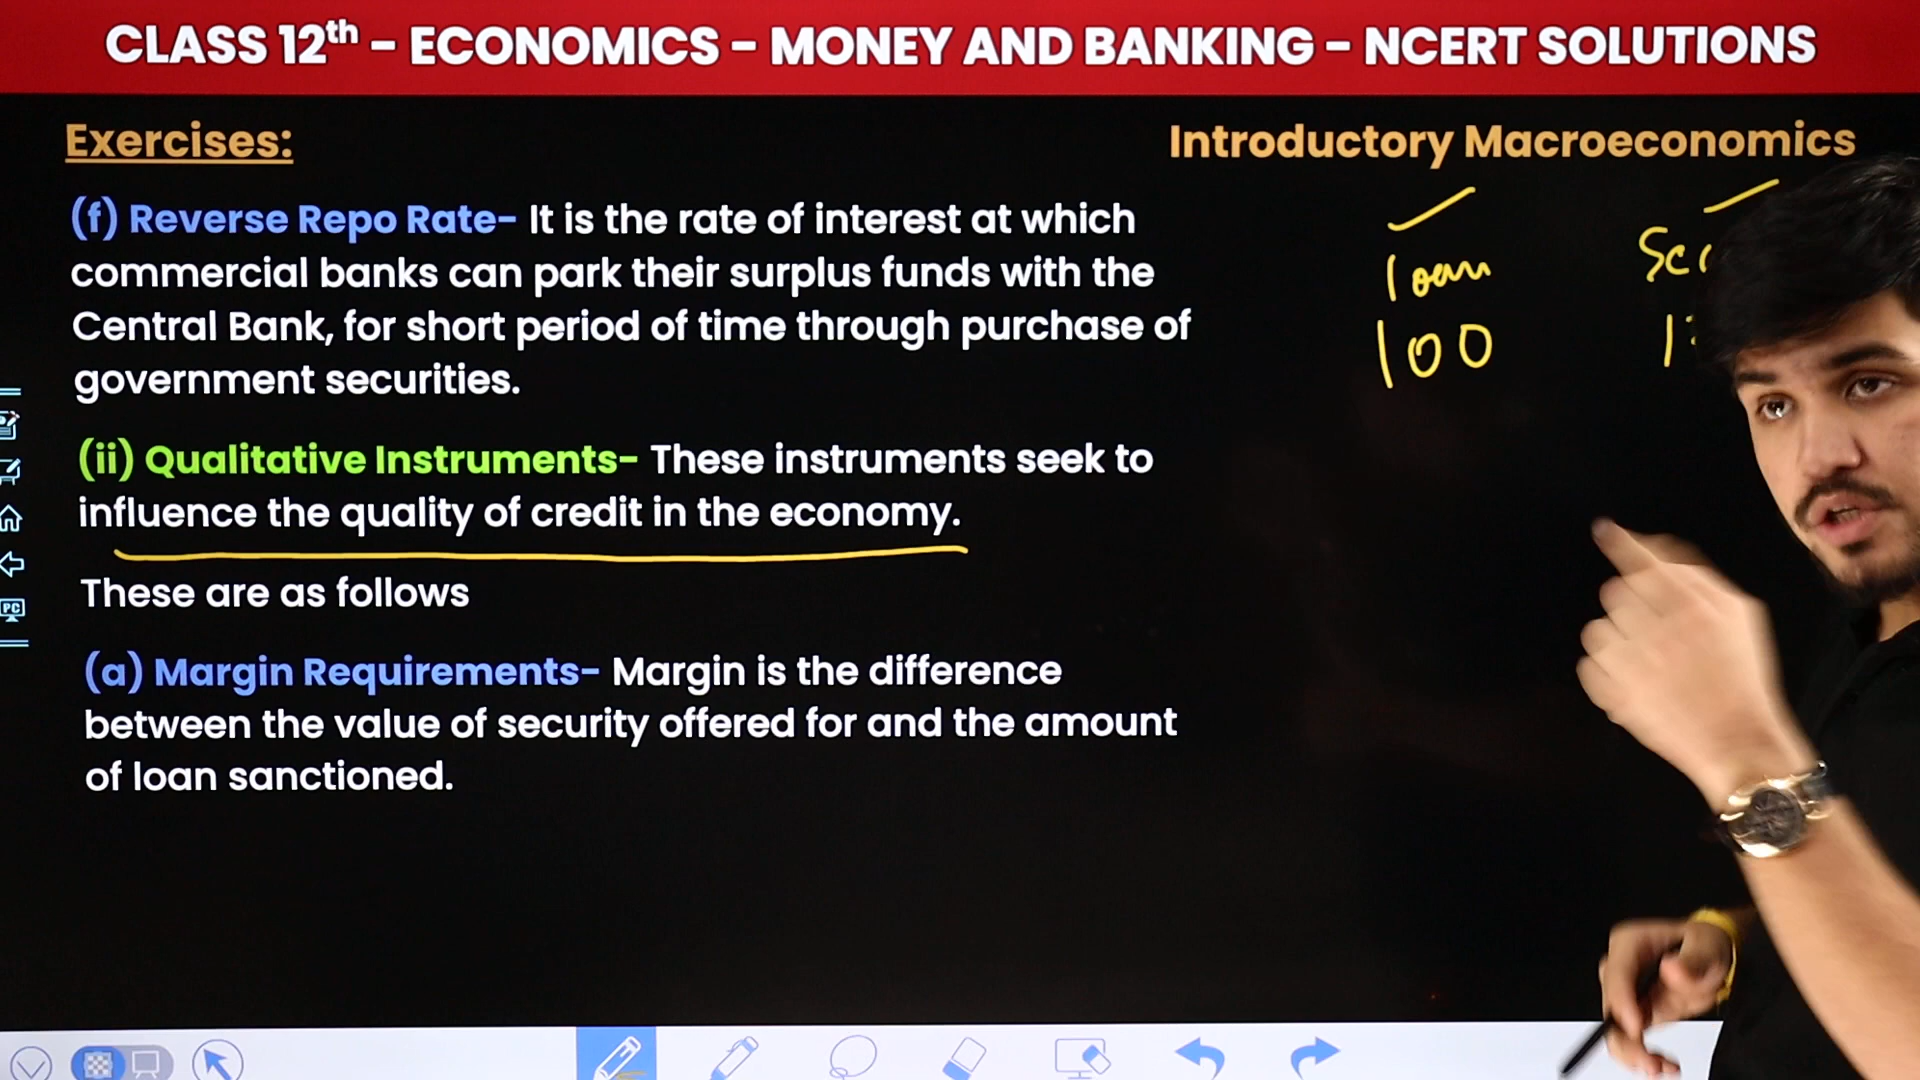 CLASS 12th - ECONOMICS - MONEY AND BANKING - NCERT SOLUTIONS
Exercises:
Introductory Macroeconomics
(f) Reverse Repo Rate- It is the rate of interest at which
commercial banks can park their surplus funds with the
Central Bank, for short period of time through purchase of
government securities.
loan
100
(ii) Qualitative Instruments- These instruments seek to
influence the quality of credit in the economy.
These are as follows
(a) Margin Requirements- Margin is the difference
between the value of security offered for and the amount
of loan sanctioned.
PC